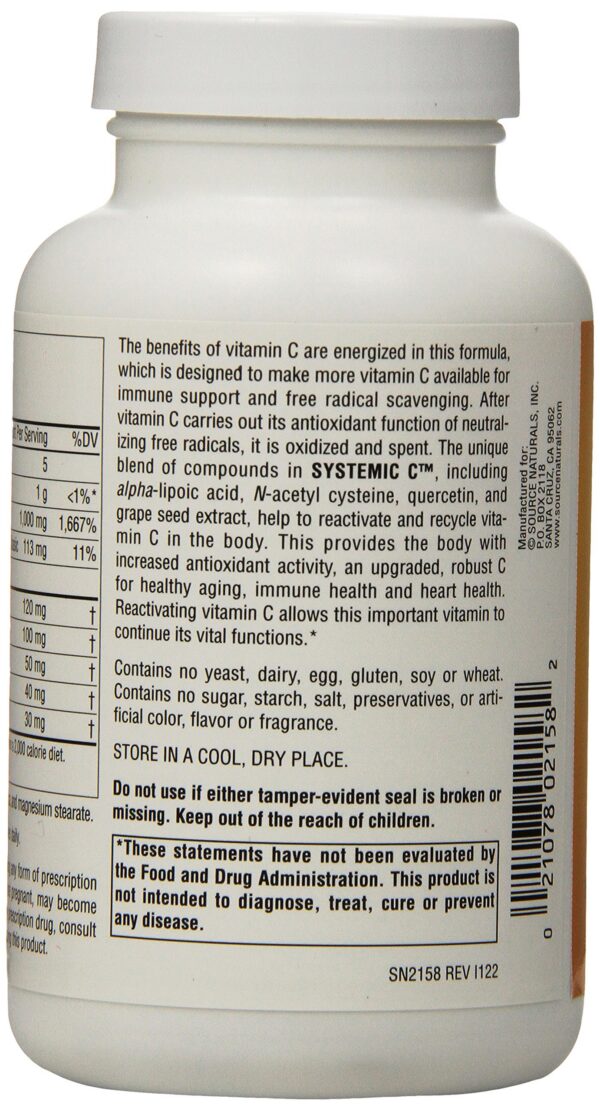 Per Serving %DV
5
1 g <1%*
1,000 mg 1,667%
113 mg 11%
120 mg †
100 mg †
50 mg †
40 mg †
30 mg †
2,000 calorie diet.
and magnesium stearate.
daily.
any form of prescription
pregnant, may become
prescription drug, consult
this product.
The benefits of vitamin C are energized in this formula,
which is designed to make more vitamin C available for
immune support and free radical scavenging. After
vitamin C carries out its antioxidant function of neutral-
izing free radicals, it is oxidized and spent. The unique
blend of compounds in SYSTEMIC C™, including
alpha-lipoic acid, N-acetyl cysteine, quercetin, and
grape seed extract, help to reactivate and recycle vita-
min C in the body. This provides the body with
increased antioxidant activity, an upgraded, robust C
for healthy aging, immune health and heart health.
Reactivating vitamin C allows this important vitamin to
continue its vital functions.*
Contains no yeast, dairy, egg, gluten, soy or wheat.
Contains no sugar, starch, salt, preservatives, or arti-
ficial color, flavor or fragrance.
STORE IN A COOL, DRY PLACE.
Do not use if either tamper-evident seal is broken or
missing. Keep out of the reach of children.
*These statements have not been evaluated by
the Food and Drug Administration. This product is
not intended to diagnose, treat, cure or prevent
any disease.
SN2158 REV I122
Manufactured for:
© SOURCE NATURALS, INC.
P.O. BOX 2118
SANTA CRUZ, CA 95062
www.sourcenaturals.com
0 21078 02158 2